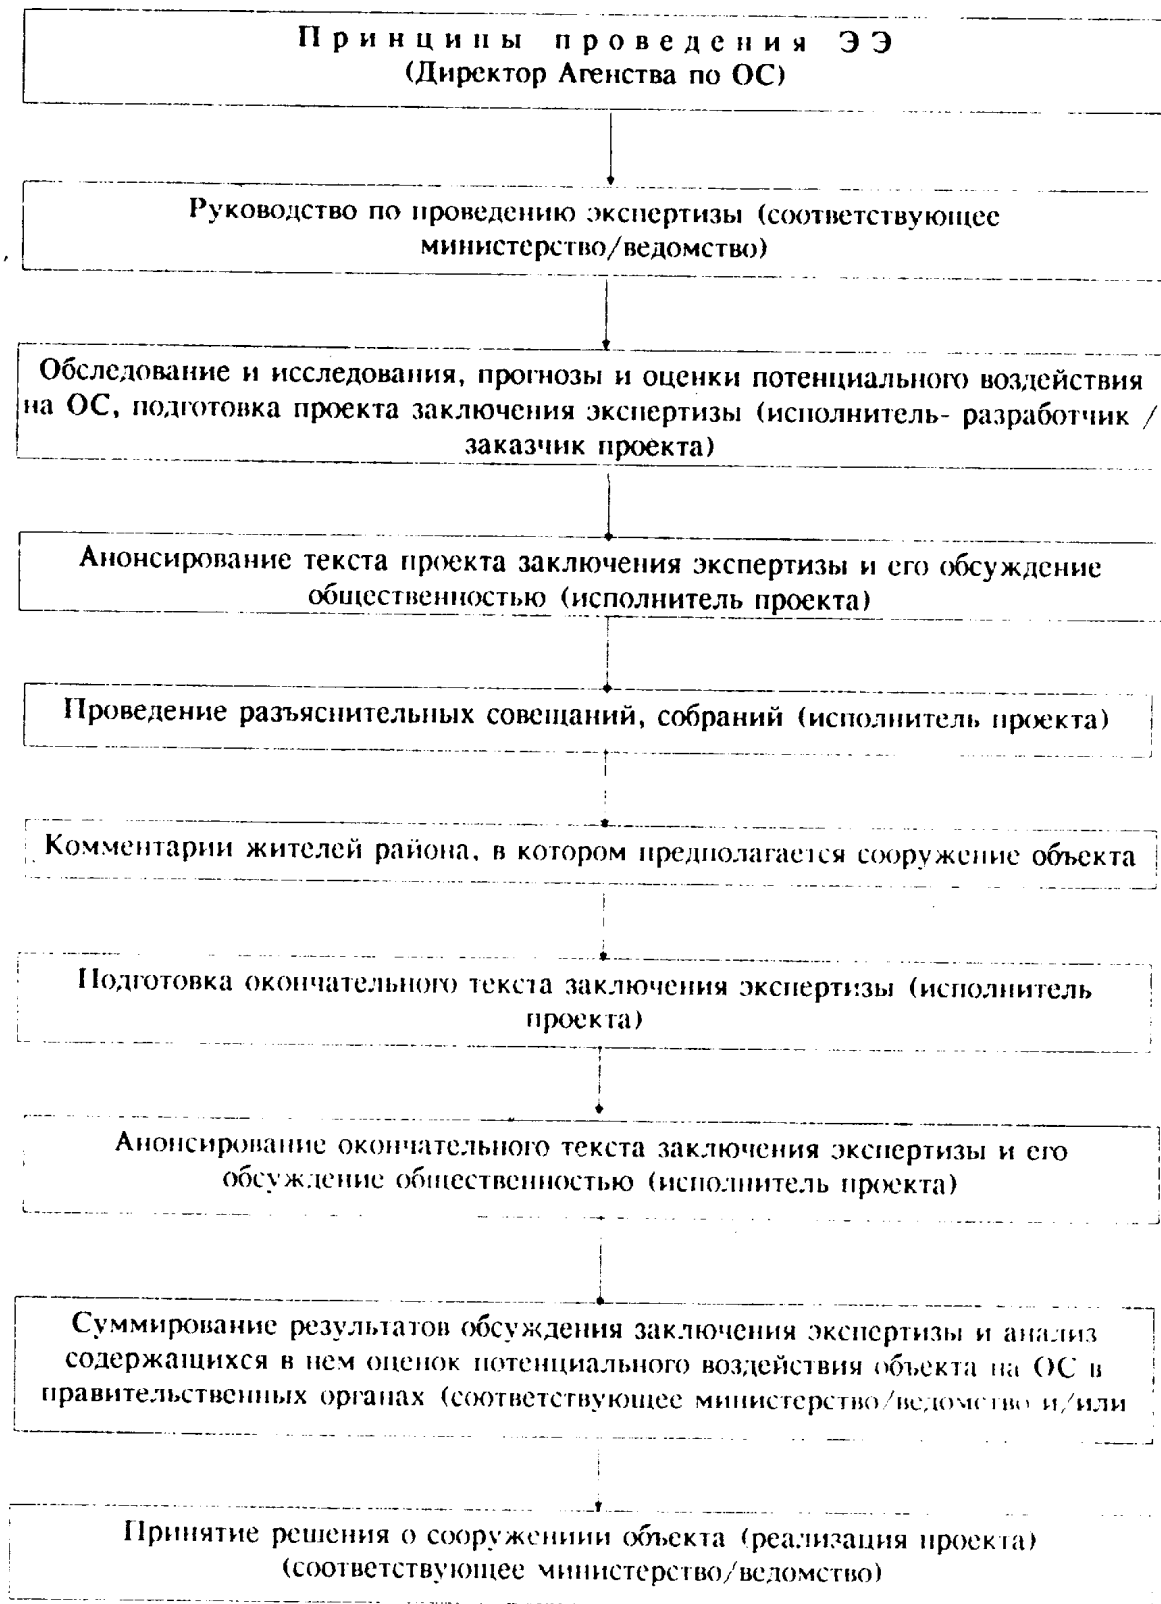 Принципы проведения ЭЭ
(Директор Агенства по ОС)
Руководство по проведению экспертизы (соответствующее
министерство/ведомство)
Обследование и исследования, прогнозы и оценки потенциального воздействия
на ОС, подготовка проекта заключения экспертизы (исполнитель- разработчик /
заказчик проекта)
Анонсирование текста проекта заключения экспертизы и его обсуждение
общественностью (исполнитель проекта)
Проведение разъяснительных совещаний, собраний (исполнитель проекта)
Комментарии жителей района, в котором предполагается сооружение объекта
Подготовка окончательного текста заключения экспертизы (исполнитель
проекта)
Анонсирование окончательного текста заключения экспертизы и его
обсуждение общественностью (исполнитель проекта)
Суммирование результатов обсуждения заключения экспертизы и анализ
содержащихся в нем оценок потенциального воздействия объекта на ОС в
правительственных органах (соответствующее министерство/ведомство и/или
Принятие решения о сооружениии объекта (реализация проекта)
(соответствующее министерство/ведомство)